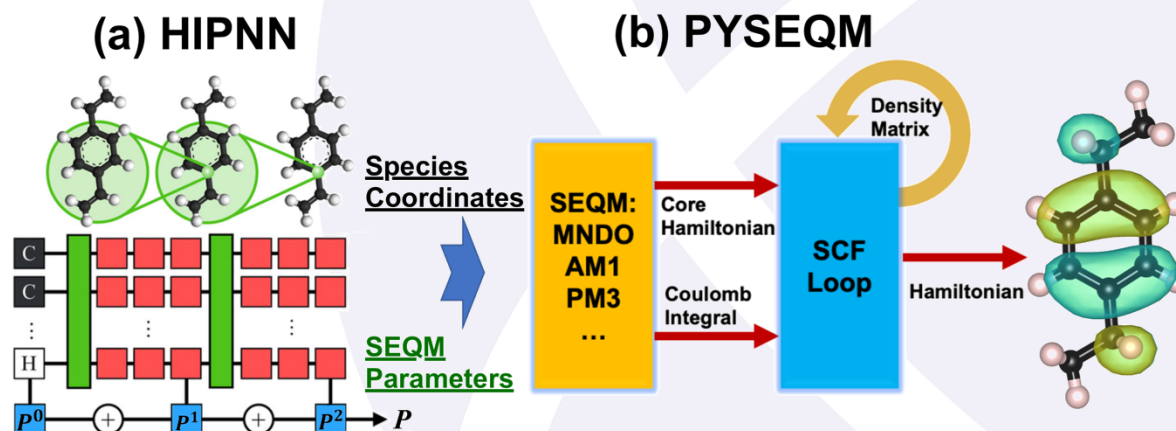 (a) HIPNN
(b) PYSEQM
Species
Coordinates
SEQM
Parameters
C
C
⋮
⋮
⋮
H
P⁰
+
P¹
+
P²
P
SEQM:
MNDO
AM1
PM3
...
Core
Hamiltonian
Coulomb
Integral
Density
Matrix
SCF
Loop
Hamiltonian